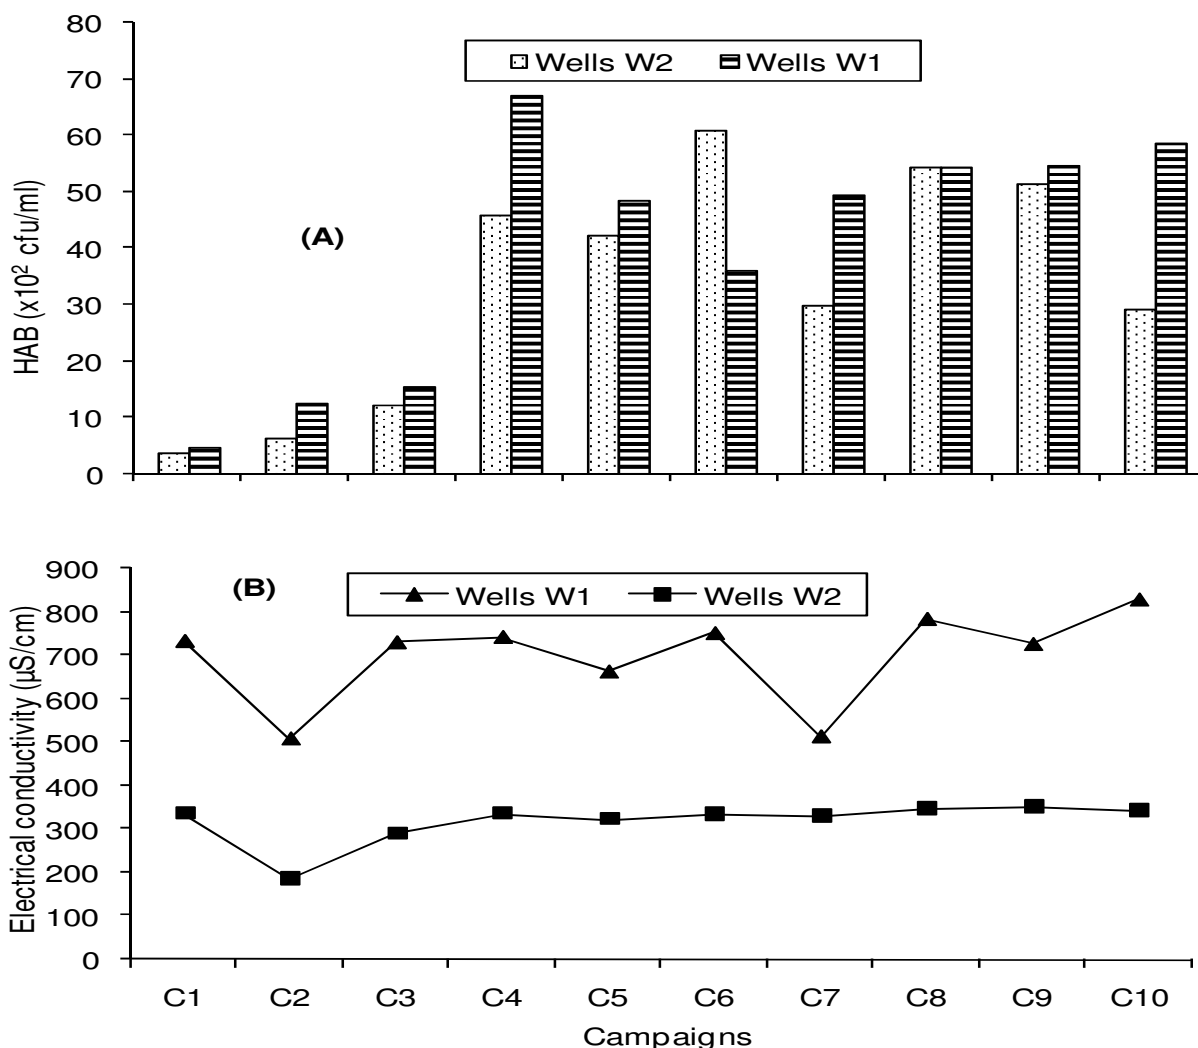 80
70
60
50
40
30
20
10
0
HAB (x10² cfu/ml)
Wells W2 Wells W1
(A)
900
800
700
600
500
400
300
200
100
0
Electrical conductivity (µS/cm)
(B)
Wells W1 Wells W2
C1 C2 C3 C4 C5 C6 C7 C8 C9 C10
Campaigns